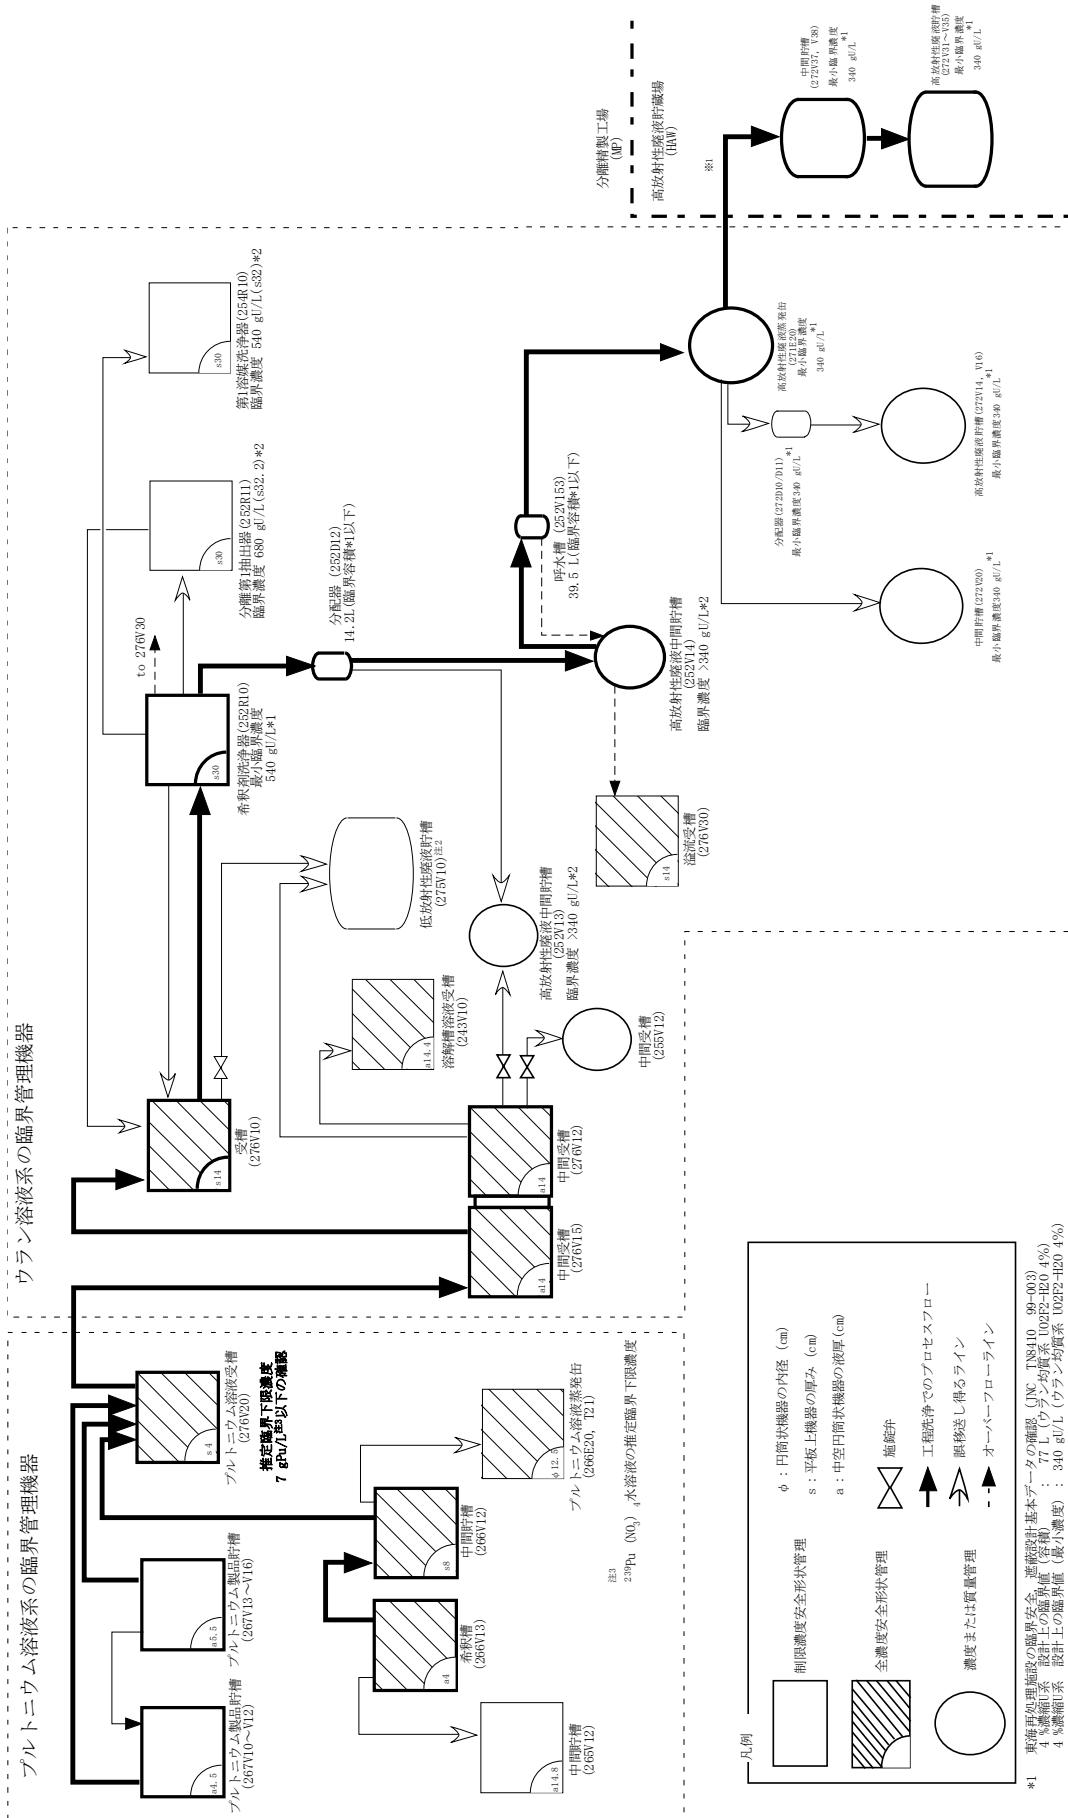 プルトニウム溶液系の臨界管理機器
a4.5
プルトニウム製品貯槽
(267V10～V12)
a5.5
プルトニウム製品貯槽
(267V13～V16)
s4
プルトニウム溶液受槽
(276V20)
推定臨界下限濃度
7 gPu/L注3以下の確認
a14.8
中間貯槽
(265V12)
a4
希釈槽
(266V13)
s8
中間貯槽
(266V12)
φ12.5
プルトニウム溶液蒸発缶
(266E20, T21)
注3
239Pu (NO3) 4水溶液の推定臨界下限濃度
ウラン溶液系の臨界管理機器
s14
受槽
(276V10)
s30
希釈剤洗浄器(252R10)
最小臨界濃度
540 gU/L*1
to 276V30
s30
分離第1抽出器(252R11)
臨界濃度 680 gU/L(s32.2)*2
s30
第1溶媒洗浄器(254R10)
臨界濃度 540 gU/L(s32)*2
a14
中間受槽
(276V15)
a14
中間受槽
(276V12)
a14.4
溶解槽溶液受槽
(243V10)
低放射性廃液貯槽
(275V10)注2
中間受槽
(255V12)
高放射性廃液中間貯槽
(252V13)
臨界濃度 >340 gU/L*2
分配器 (252D12)
14.2L(臨界容積*1以下)
s14
溢流受槽
(276V30)
高放射性廃液中間貯槽
(252V14)
臨界濃度 >340 gU/L*2
呼水槽 (252V153)
39.5 L(臨界容積*1以下)
高放射性廃液蒸発缶
(271E20)
最小臨界濃度
340 gU/L*1
分配器(272D10/D11)
最小臨界濃度340 gU/L*1
中間貯槽(272V20)
最小臨界濃度340 gU/L*1
高放射性廃液貯槽(272V14, V16)
最小臨界濃度340 gU/L*1
分離精製工場
(MP)
高放射性廃液貯蔵場
(HAW)
※1
中間貯槽
(272V37, V38)
最小臨界濃度
340 gU/L*1
高放射性廃液貯槽
(272V31～V35)
最小臨界濃度
340 gU/L*1
凡例
制限濃度安全形状管理
全濃度安全形状管理
濃度または質量管理
φ：円筒状機器の内径 (cm)
s：平板上機器の厚み (cm)
a：中空円筒状機器の液厚(cm)
施錠弁
工程洗浄でのプロセスフロー
誤移送し得るライン
オーバーフローライン
*1 東海再処理施設の臨界安全、遮蔽設計基本データの確認 (JNC TN8410 99-003)
4 %濃縮U系 設計上の臨界値 (容積) : 77 L (ウラン均質系 UO2F2-H2O 4%)
4 %濃縮U系 設計上の臨界値 (最小濃度) : 340 gU/L (ウラン均質系 UO2F2-H2O 4%)